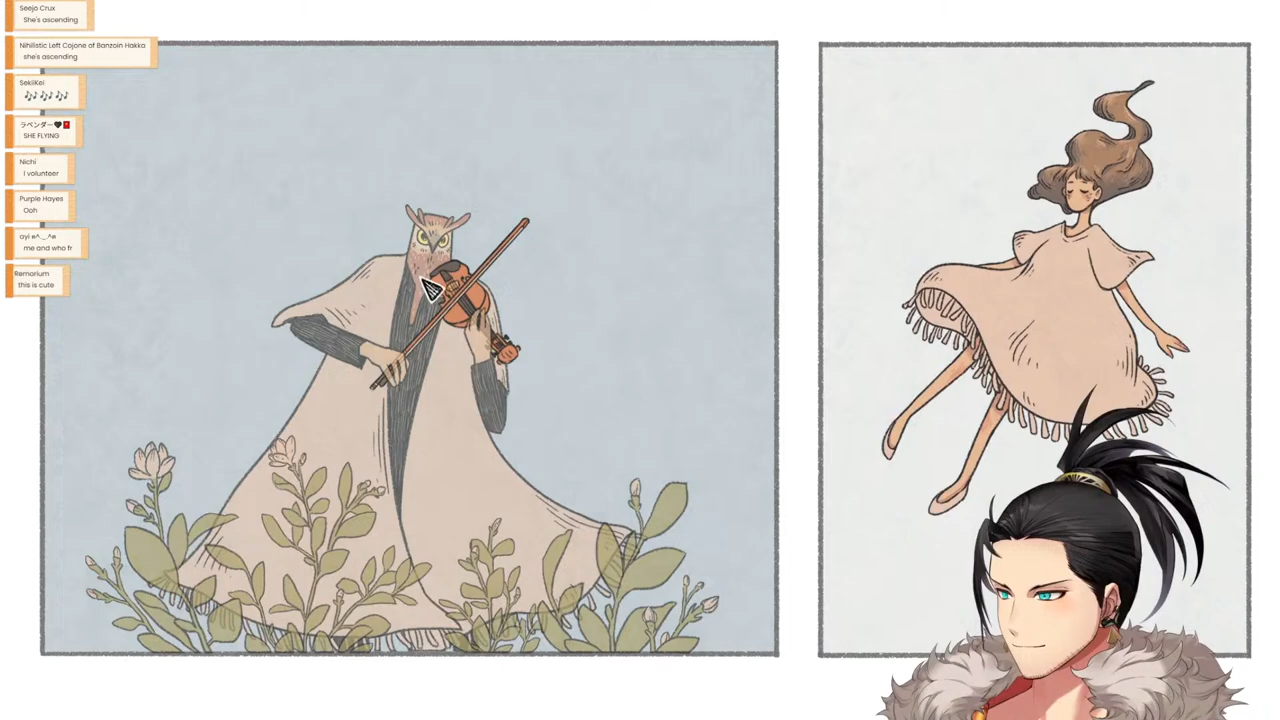 Seejo Crux
She's ascending
Nihilistic Left Cojone of Banzoin Hakka
she's ascending
SekiiKei
🎶🎶🎶
ラベンダー🖤🃏
SHE FLYING
Nichi
I volunteer
Purple Hayes
Ooh
me and who fr
Remarium
this is cute